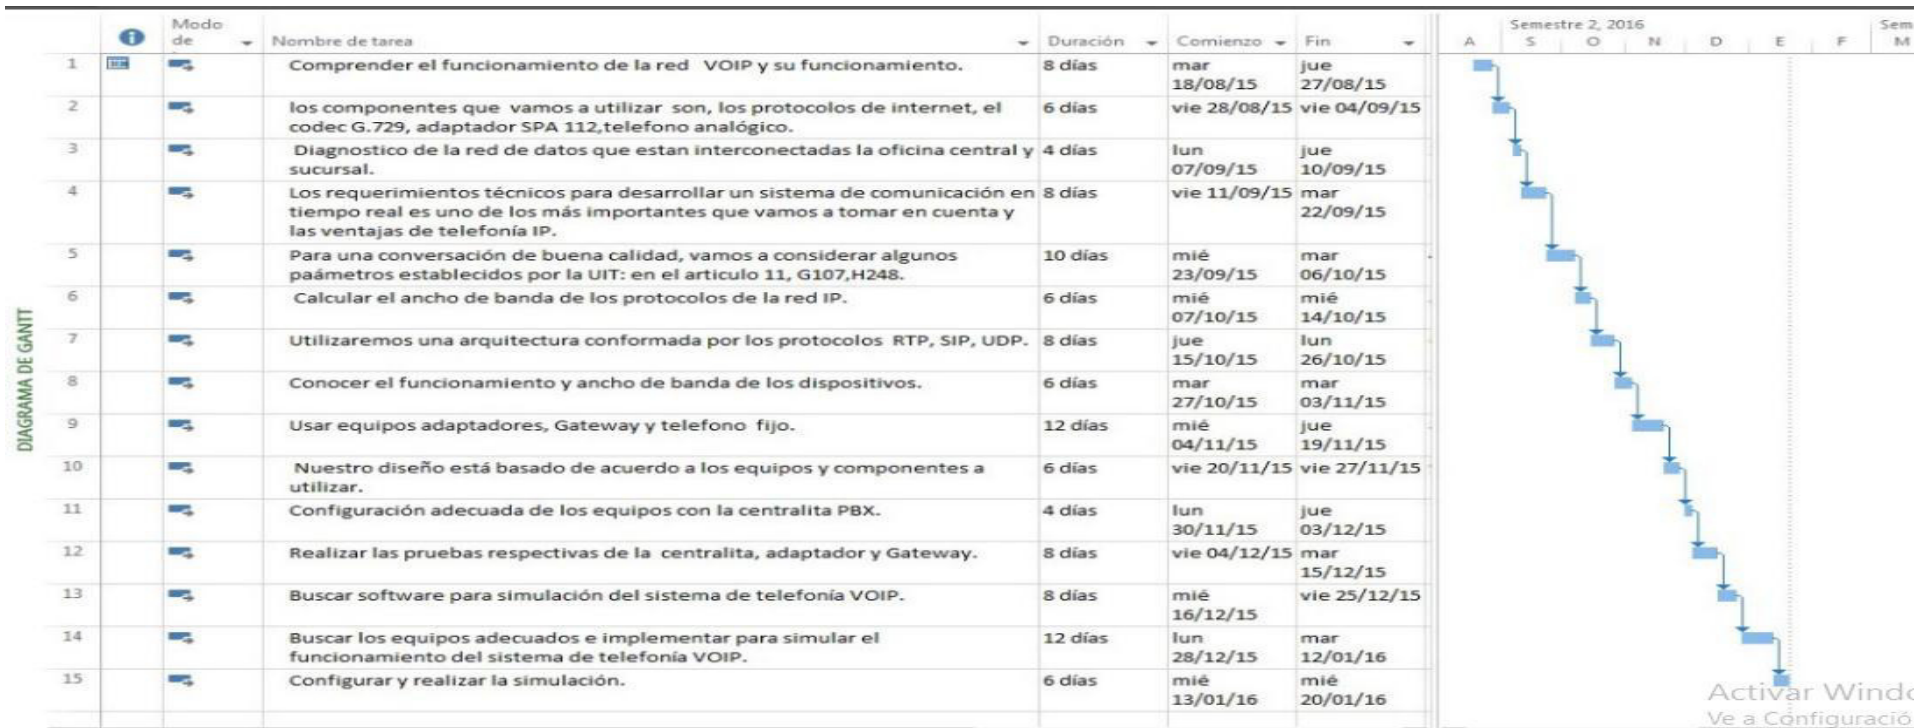 Modo
de
Nombre de tarea
Duración
Comienzo
Fin
Semestre 2, 2016
Sem
A S O N D E F M
1 Comprender el funcionamiento de la red VOIP y su funcionamiento. 8 días mar jue
18/08/15 27/08/15
2 los componentes que vamos a utilizar son, los protocolos de internet, el 6 días vie 28/08/15 vie 04/09/15
codec G.729, adaptador SPA 112,telefono analógico.
3 Diagnostico de la red de datos que estan interconectadas la oficina central y 4 días lun jue
sucursal. 07/09/15 10/09/15
4 Los requerimientos técnicos para desarrollar un sistema de comunicación en 8 días vie 11/09/15 mar
tiempo real es uno de los más importantes que vamos a tomar en cuenta y 22/09/15
las ventajas de telefonía IP.
5 Para una conversación de buena calidad, vamos a considerar algunos 10 días mié mar
paámetros establecidos por la UIT: en el articulo 11, G107,H248. 23/09/15 06/10/15
6 Calcular el ancho de banda de los protocolos de la red IP. 6 días mié mié
07/10/15 14/10/15
7 Utilizaremos una arquitectura conformada por los protocolos RTP, SIP, UDP. 8 días jue lun
15/10/15 26/10/15
8 Conocer el funcionamiento y ancho de banda de los dispositivos. 6 días mar mar
27/10/15 03/11/15
9 Usar equipos adaptadores, Gateway y telefono fijo. 12 días mié jue
04/11/15 19/11/15
10 Nuestro diseño está basado de acuerdo a los equipos y componentes a 6 días vie 20/11/15 vie 27/11/15
utilizar.
11 Configuración adecuada de los equipos con la centralita PBX. 4 días lun jue
30/11/15 03/12/15
12 Realizar las pruebas respectivas de la centralita, adaptador y Gateway. 8 días vie 04/12/15 mar
15/12/15
13 Buscar software para simulación del sistema de telefonía VOIP. 8 días mié vie 25/12/15
16/12/15
14 Buscar los equipos adecuados e implementar para simular el 12 días lun mar
funcionamiento del sistema de telefonía VOIP. 28/12/15 12/01/16
15 Configurar y realizar la simulación. 6 días mié mié
13/01/16 20/01/16
DIAGRAMA DE GANTT
Activar Windo
Ve a Configuració